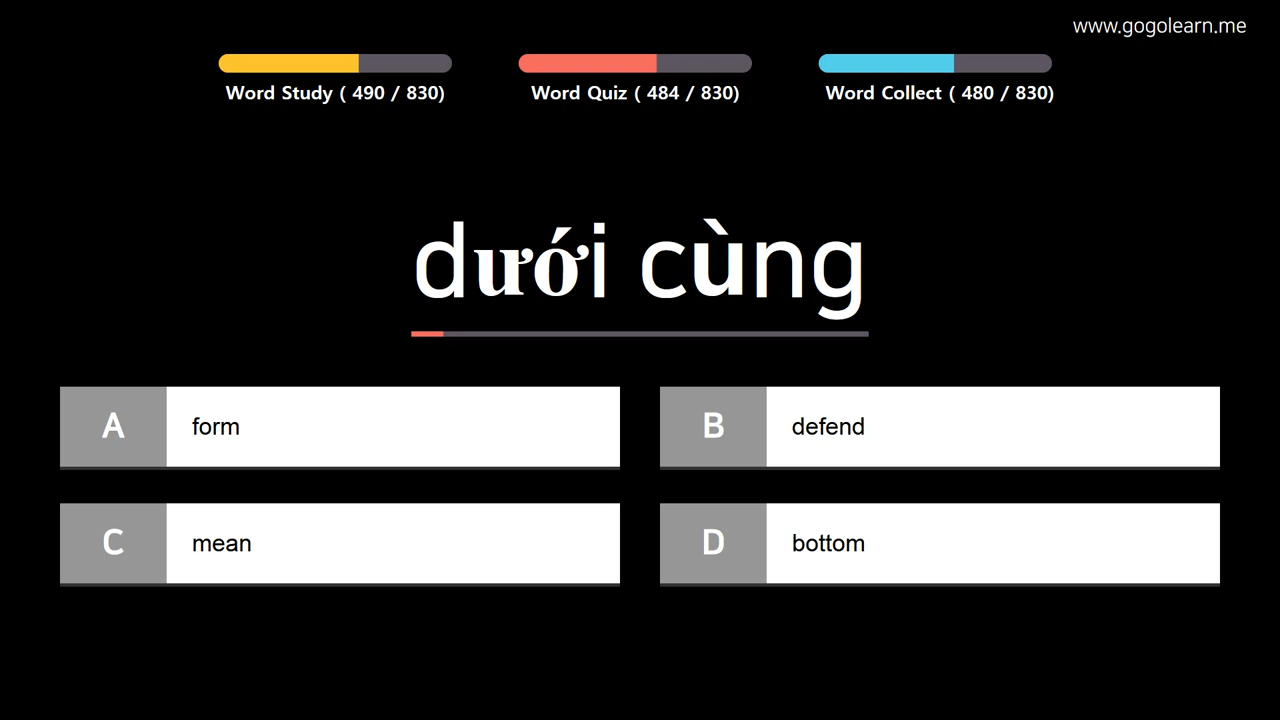 www.gogolearn.me
Word Study ( 490 / 830)
Word Quiz ( 484 / 830)
Word Collect ( 480 / 830)
dưới cùng
A form
B defend
C mean
D bottom